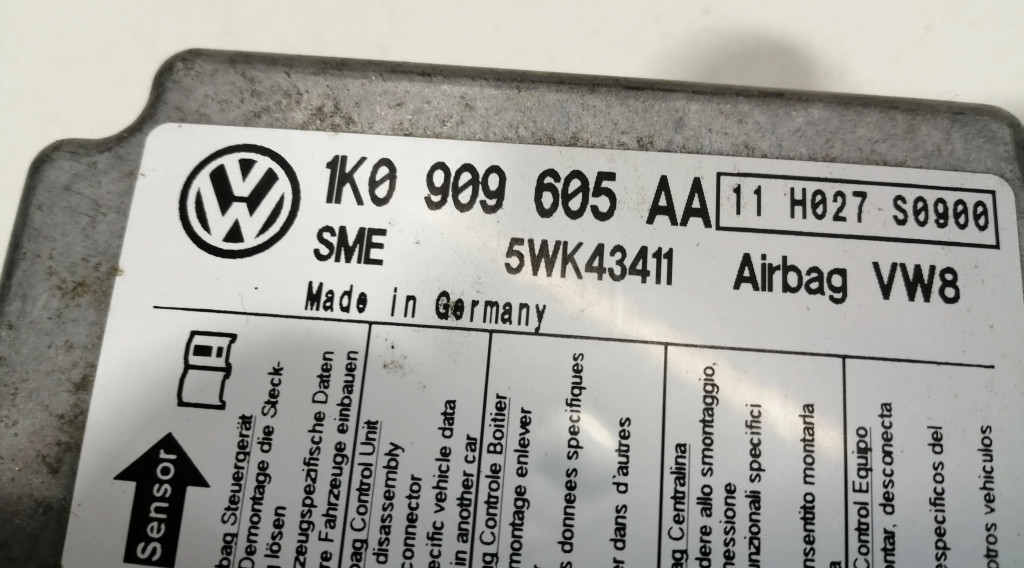 1K0 909 605 AA
11 H027 S0900
SME 5WK43411 Airbag VW8
Made in Germany
Sensor
bag Steuergerät
Demontage die Steck-
lösen
zeugspezifische Daten
re Fahrzeuge einbauen
bag Control Unit
disassembly
connector
ecific vehicle data
in another car
g Controle Boitier
montage enlever
s donnees specifiques
er dans d'autres
ag Centralina
dere allo smontaggio,
nessione
unzionali specifici
nsentito montarla
Control Equipo
ntar, desconecta
especificos del
otros vehiculos